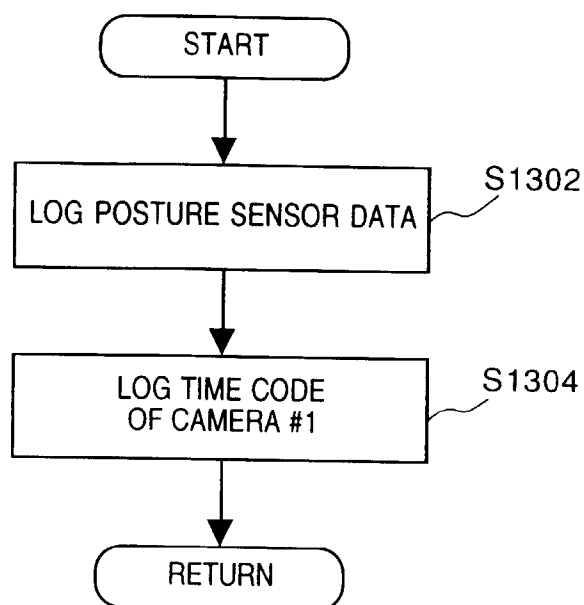 START
LOG POSTURE SENSOR DATA
S1302
LOG TIME CODE
OF CAMERA #1
S1304
RETURN